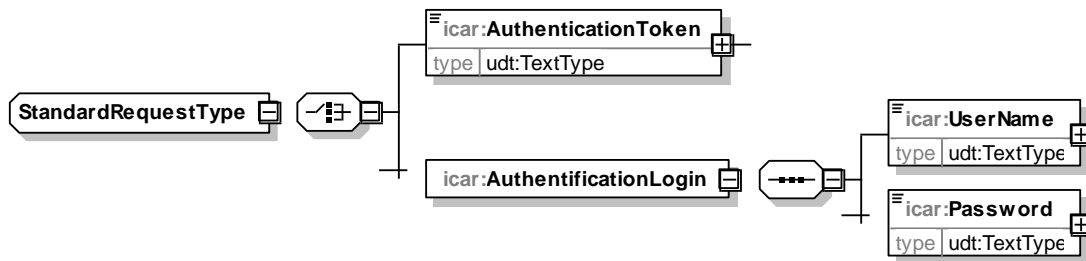 icar:AuthenticationToken
type udt:TextType
StandardRequestType
icar:AuthentificationLogin
icar:UserName
type udt:TextType
icar:Password
type udt:TextType